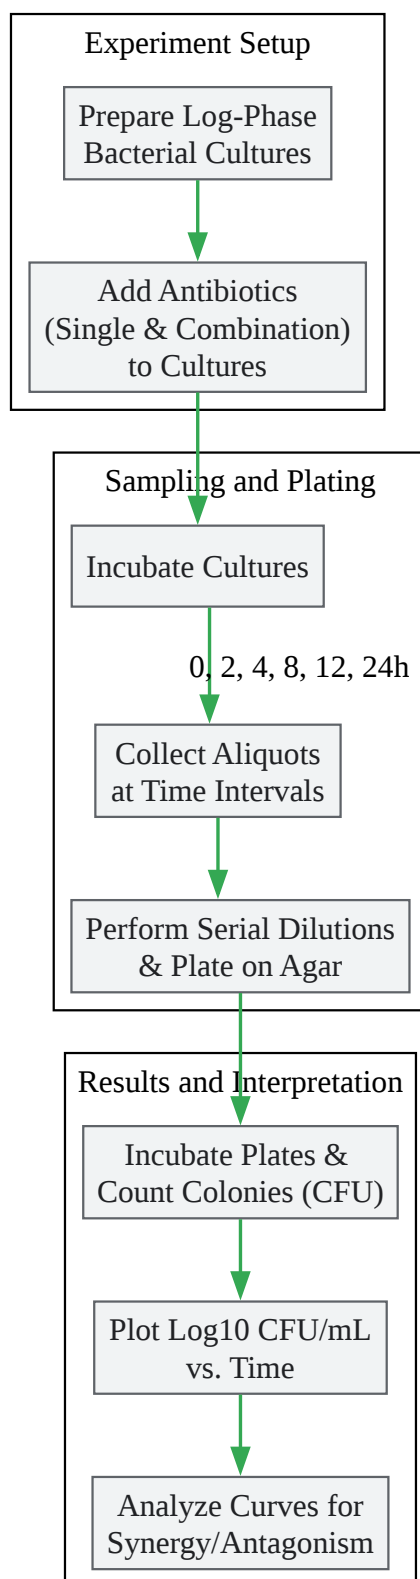 Experiment Setup
Prepare Log-Phase
Bacterial Cultures
Add Antibiotics
(Single & Combination)
to Cultures
Sampling and Plating
Incubate Cultures
0, 2, 4, 8, 12, 24h
Collect Aliquots
at Time Intervals
Perform Serial Dilutions
& Plate on Agar
Results and Interpretation
Incubate Plates &
Count Colonies (CFU)
Plot Log10 CFU/mL
vs. Time
Analyze Curves for
Synergy/Antagonism